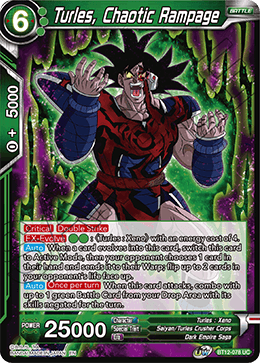 6
Turles, Chaotic Rampage
BATTLE
+ 5000
Critical Double Strike
EX-Evolve : {Turles : Xeno} with an energy cost of 4.
Auto When a card evolves into this card, switch this card
to Active Mode, then your opponent chooses 1 card in
their hand and sends it to their Warp; flip up to 2 cards in
your opponent's life face up.
Auto Once per turn When this card attacks, combo with
up to 1 green Battle Card from your Drop Area with its
skills negated for the turn.
POWER
25000
Character
Turles : Xeno
Special Trait
Saiyan/Turles Crusher Corps
Era
Dark Empire Saga
BT12-078 UC